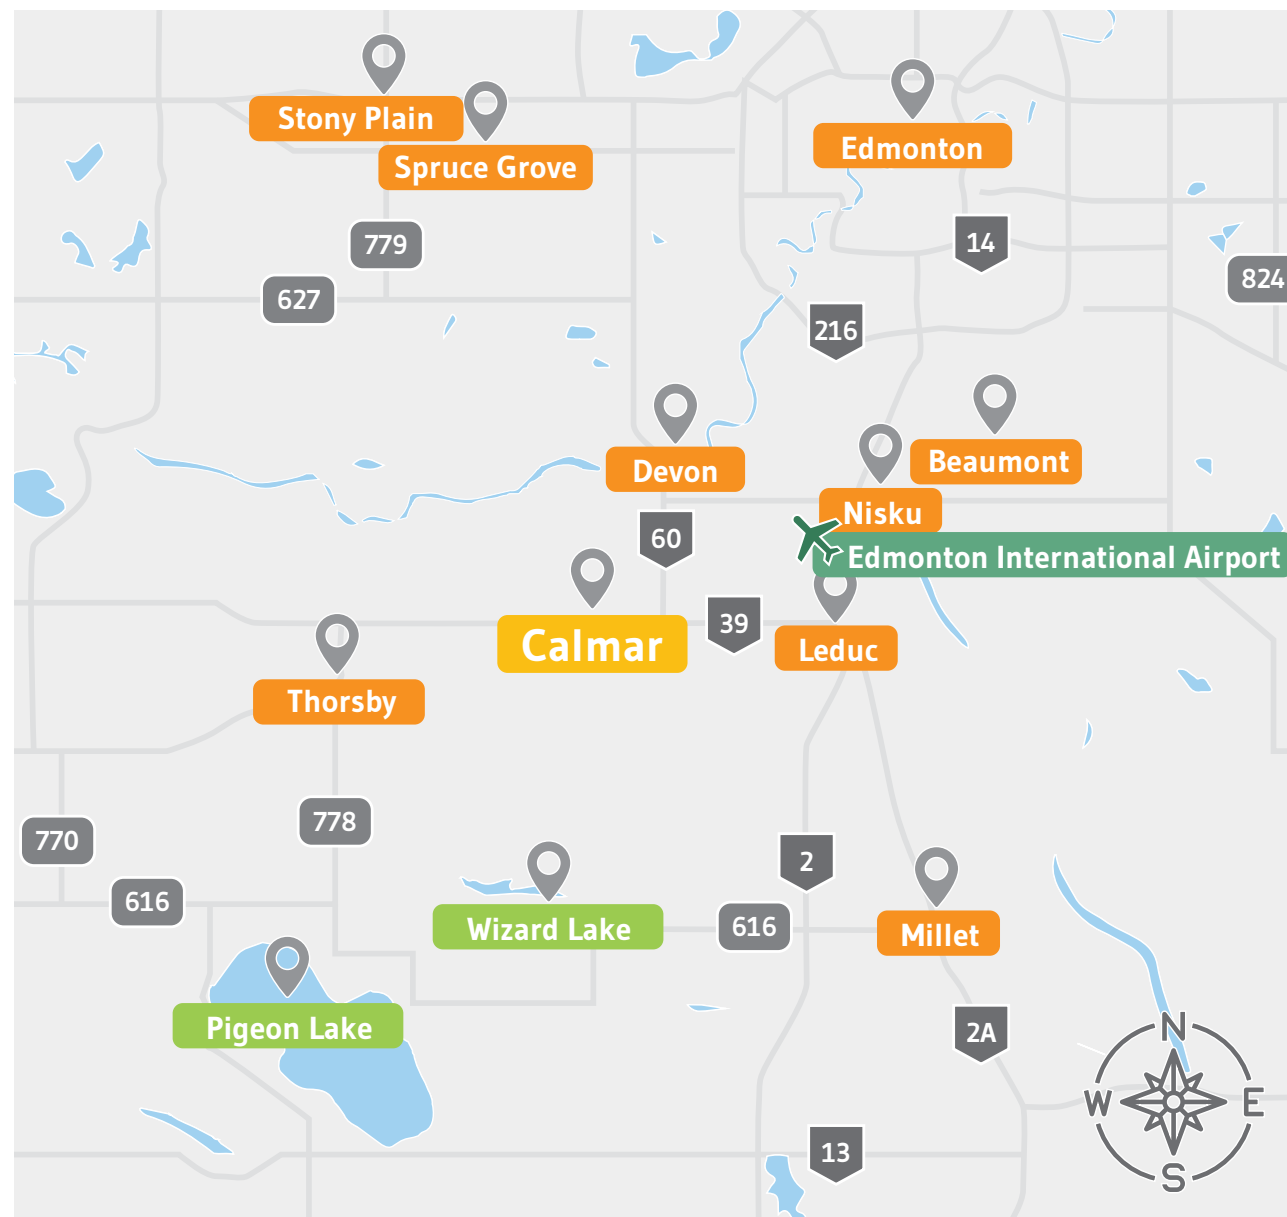 Stony Plain
Spruce Grove
Edmonton
779
14
627
824
216
Devon
Beaumont
Nisku
60
Edmonton International Airport
Calmar
39
Leduc
Thorsby
778
770
2
616
Wizard Lake
616
Millet
Pigeon Lake
2A
N
W
E
S
13